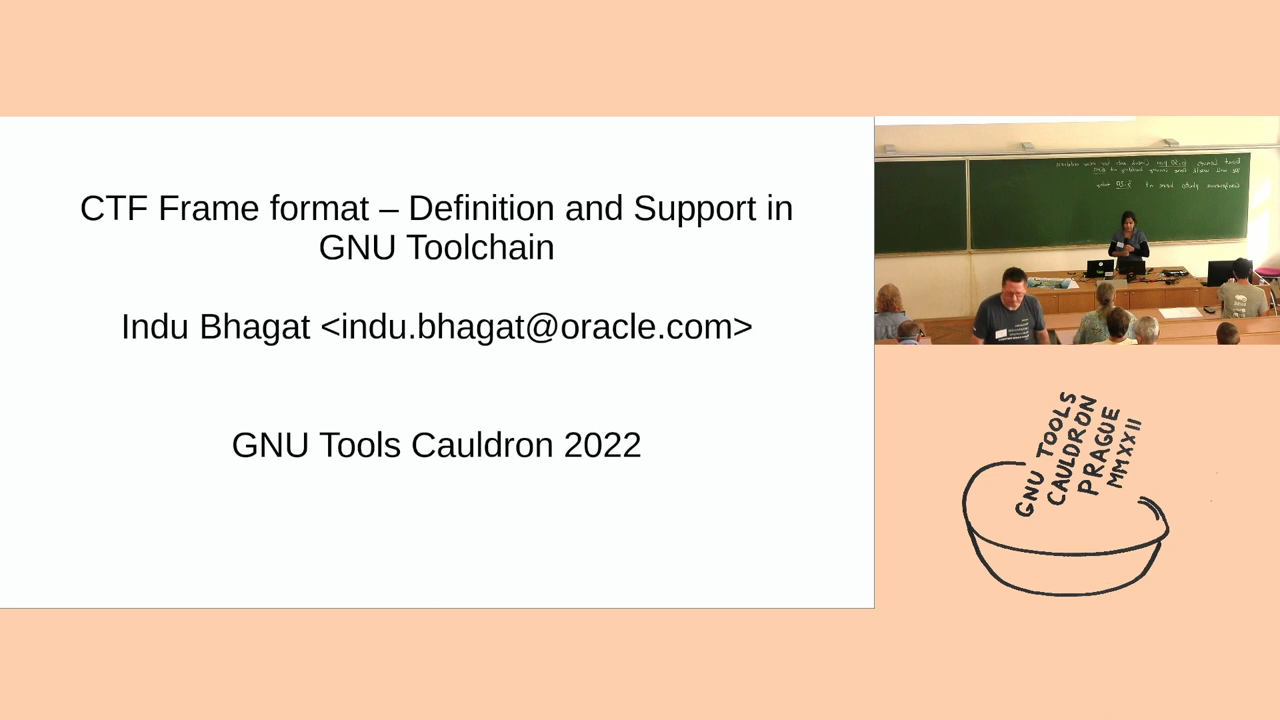 CTF Frame format – Definition and Support in
GNU Toolchain
Indu Bhagat <indu.bhagat@oracle.com>
GNU Tools Cauldron 2022
GNU TOOLS
CAULDRON
PRAGUE
MMXXII